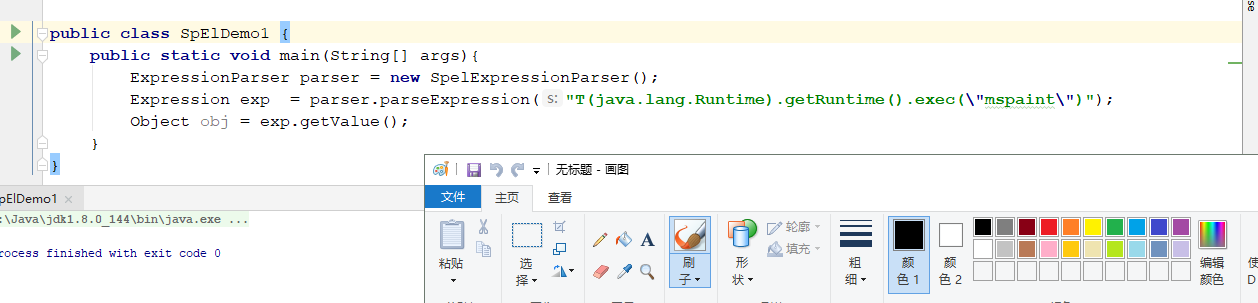 public class SpElDemo1 {
public static void main(String[] args){
ExpressionParser parser = new SpelExpressionParser();
Expression exp  = parser.parseExpression( s: "T(java.lang.Runtime).getRuntime().exec(\"mspaint\")");
Object obj = exp.getValue();
}
}
无标题 - 画图
文件 主页 查看
pElDemo1 ×
:\Java\jdk1.8.0_144\bin\java.exe ...
rocess finished with exit code 0
粘贴
选择
A
刷子
形状
轮廓
填充
粗细
颜色 1
颜色 2
编辑颜色